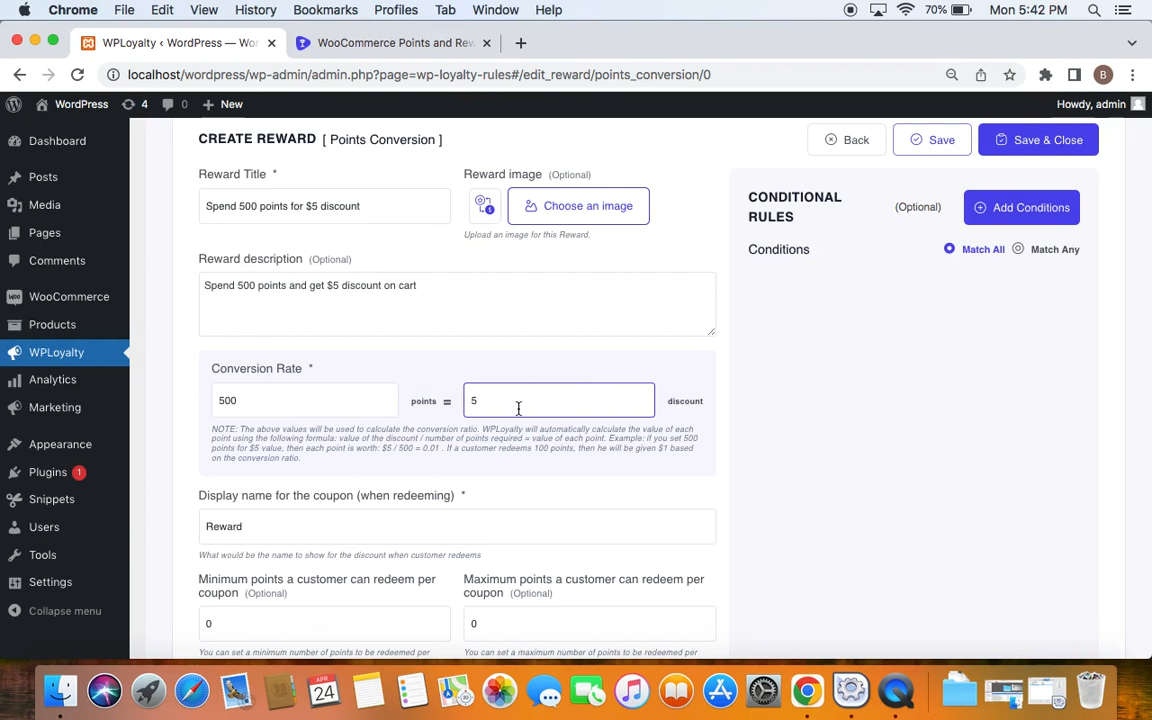 Chrome File Edit View History Bookmarks Profiles Tab Window Help 70% Mon 5:42 PM
WPLoyalty ‹ WordPress — Wor WooCommerce Points and Rew
localhost/wordpress/wp-admin/admin.php?page=wp-loyalty-rules#/edit_reward/points_conversion/0 B
WordPress 4 0 New Howdy, admin
Dashboard
Posts
Media
Pages
Comments
WooCommerce
Products
WPLoyalty
Analytics
Marketing
Appearance
Plugins 1
Snippets
Users
Tools
Settings
Collapse menu
CREATE REWARD [ Points Conversion ] Back Save Save & Close
Reward Title * Reward image (Optional)
Spend 500 points for $5 discount Choose an image
Upload an image for this Reward.
Reward description (Optional)
Spend 500 points and get $5 discount on cart
Conversion Rate *
500 points = 5 discount
NOTE: The above values will be used to calculate the conversion ratio. WPLoyalty will automatically calculate the value of each
point using the following formula: value of the discount / number of points required = value of each point. Example: if you set 500
points for $5 value, then each point is worth: $5 / 500 = 0.01 . If a customer redeems 100 points, then he will be given $1 based
on the conversion ratio.
Display name for the coupon (when redeeming) *
Reward
What would be the name to show for the discount when customer redeems
Minimum points a customer can redeem per
coupon (Optional)
0
You can set a minimum number of points to be redeemed per
Maximum points a customer can redeem per
coupon (Optional)
0
You can set a maximum number of points to be redeemed per
CONDITIONAL
RULES
(Optional) Add Conditions
Conditions Match All Match Any
24